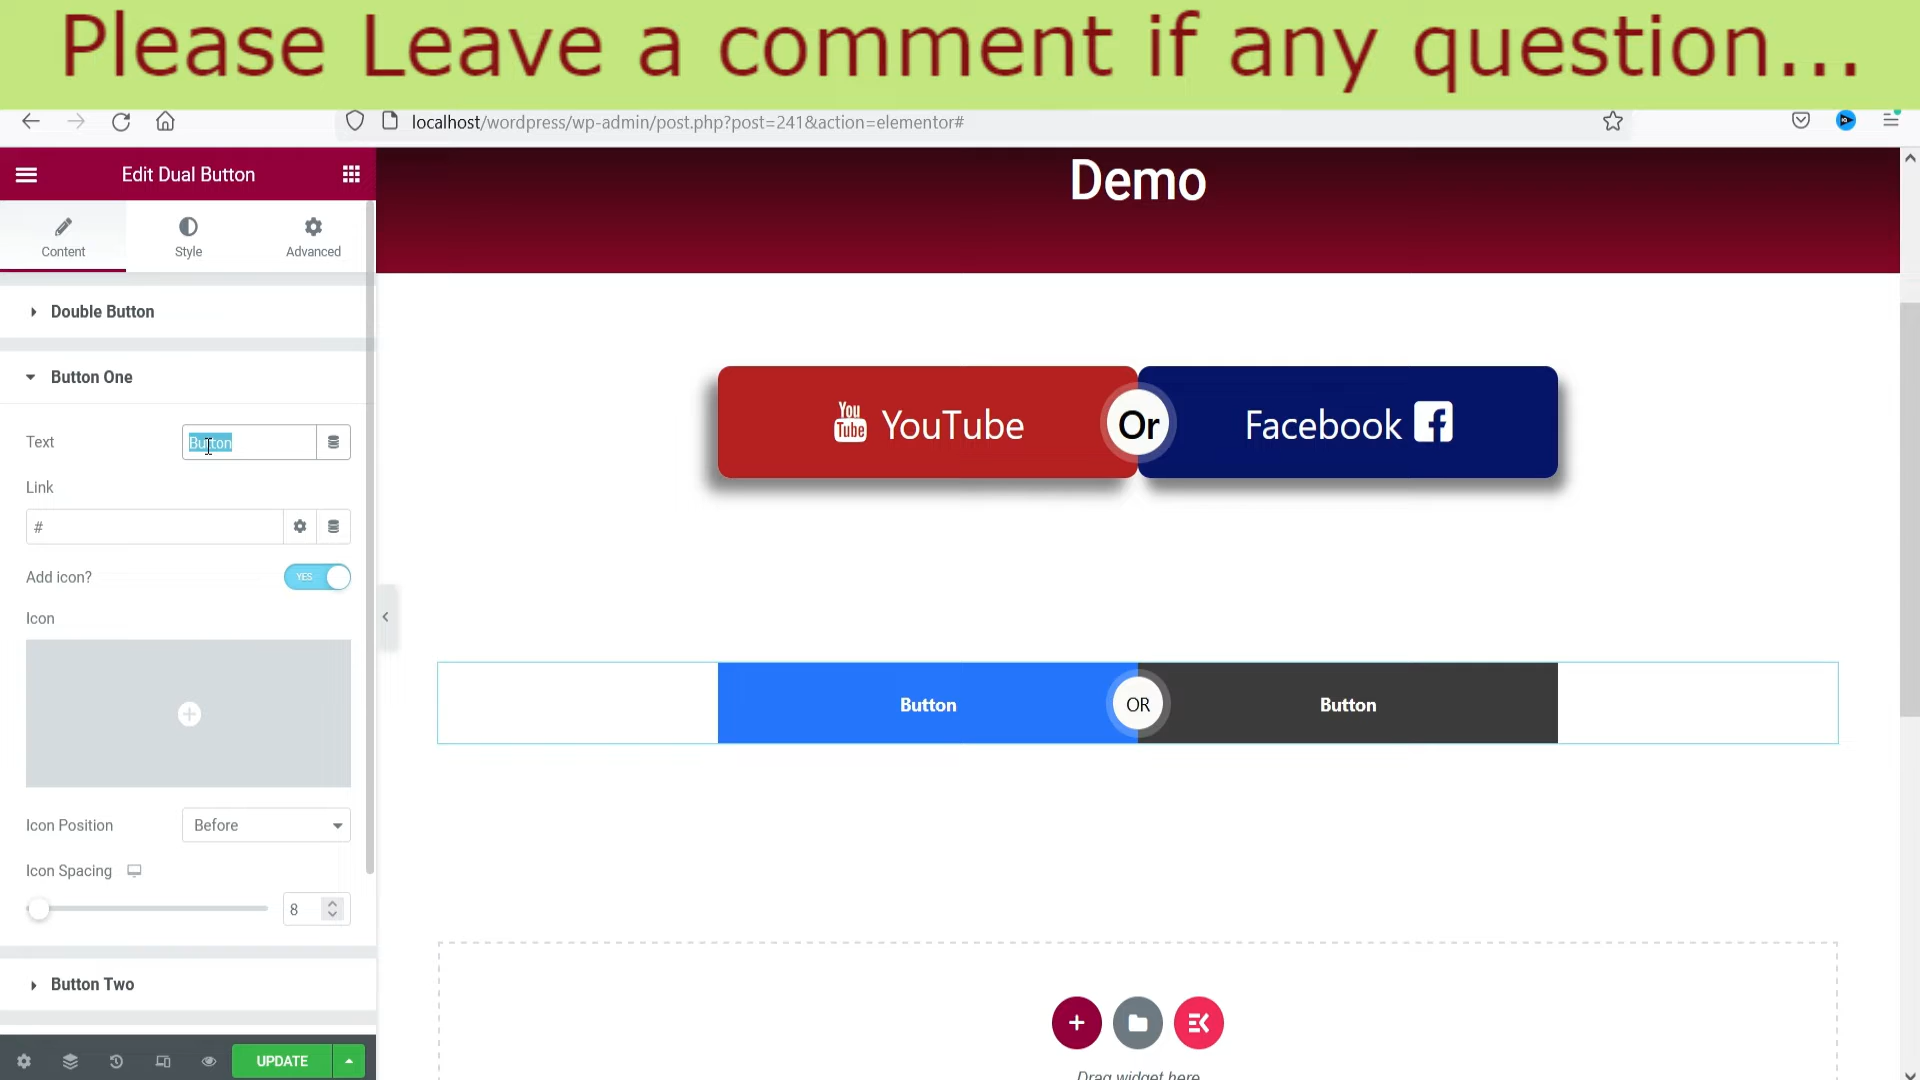 Please Leave a comment if any question...
localhost/wordpress/wp-admin/post.php?post=241&action=elementor#
Edit Dual Button
Content
Style
Advanced
Double Button
Button One
Text
Button
Link
#
Add icon?
YES
Icon
Icon Position
Before
Icon Spacing
8
Button Two
UPDATE
Demo
You Tube YouTube
Or
Facebook
Button
OR
Button
Drag widget here